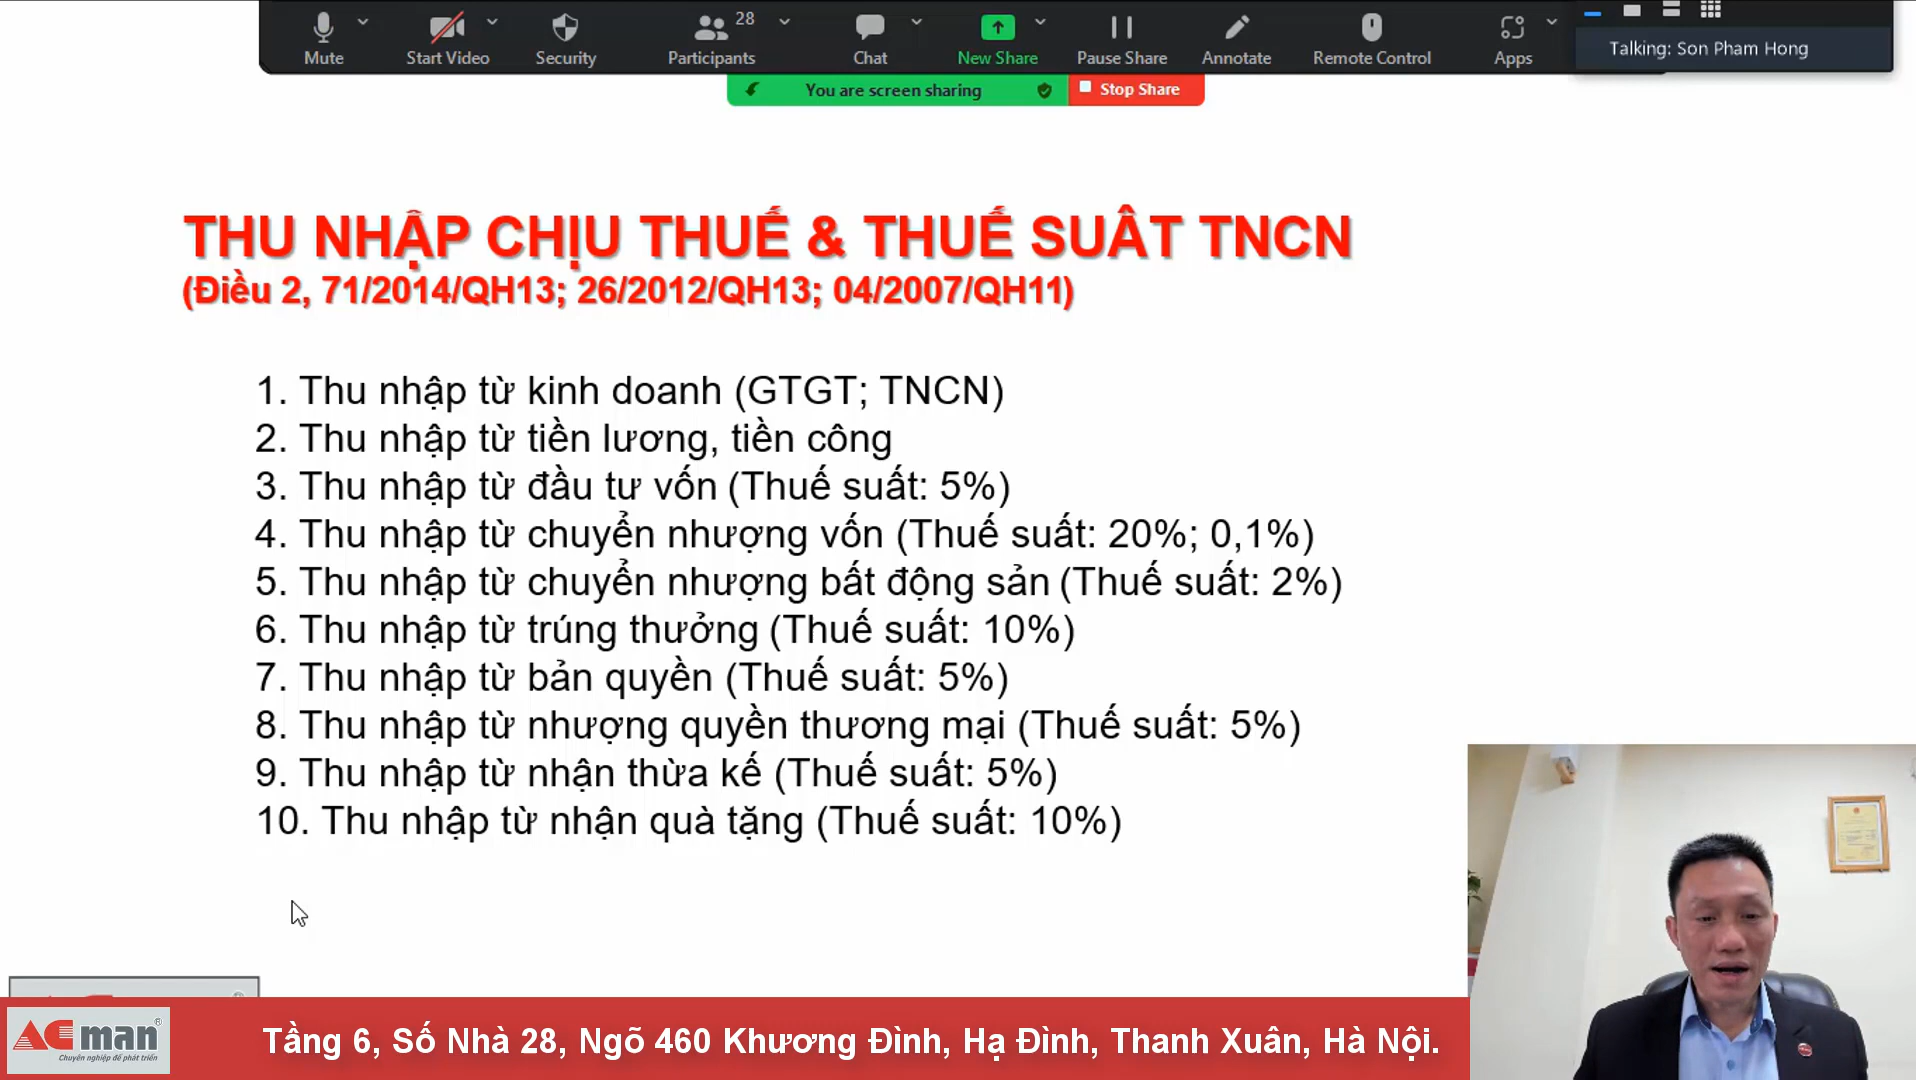 28
Mute
Start Video
Security
Participants
Chat
New Share
Pause Share
Annotate
Remote Control
Apps
Talking: Son Pham Hong
You are screen sharing
Stop Share
THU NHẬP CHỊU THUẾ & THUẾ SUÂT TNCN
(Điều 2, 71/2014/QH13; 26/2012/QH13; 04/2007/QH11)
1. Thu nhập từ kinh doanh (GTGT; TNCN)
2. Thu nhập từ tiền lương, tiền công
3. Thu nhập từ đầu tư vốn (Thuế suất: 5%)
4. Thu nhập từ chuyển nhượng vốn (Thuế suất: 20%; 0,1%)
5. Thu nhập từ chuyển nhượng bất động sản (Thuế suất: 2%)
6. Thu nhập từ trúng thưởng (Thuế suất: 10%)
7. Thu nhập từ bản quyền (Thuế suất: 5%)
8. Thu nhập từ nhượng quyền thương mại (Thuế suất: 5%)
9. Thu nhập từ nhận thừa kế (Thuế suất: 5%)
10. Thu nhập từ nhận quà tặng (Thuế suất: 10%)
ACman®
Chuyên nghiệp để phát triển
Tầng 6, Số Nhà 28, Ngõ 460 Khương Đình, Hạ Đình, Thanh Xuân, Hà Nội.